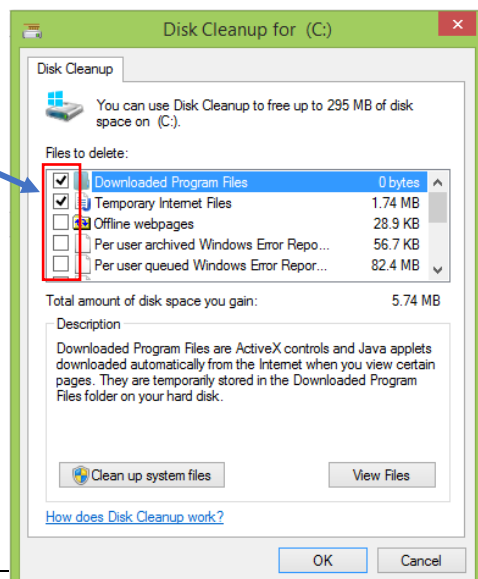 Disk Cleanup for (C:)
Disk Cleanup
You can use Disk Cleanup to free up to 295 MB of disk
space on (C:).
Files to delete:
Downloaded Program Files 0 bytes
Temporary Internet Files 1.74 MB
Offline webpages 28.9 KB
Per user archived Windows Error Repo... 56.7 KB
Per user queued Windows Error Repor... 82.4 MB
Total amount of disk space you gain: 5.74 MB
Description
Downloaded Program Files are ActiveX controls and Java applets
downloaded automatically from the Internet when you view certain
pages. They are temporarily stored in the Downloaded Program
Files folder on your hard disk.
Clean up system files View Files
How does Disk Cleanup work?
OK Cancel